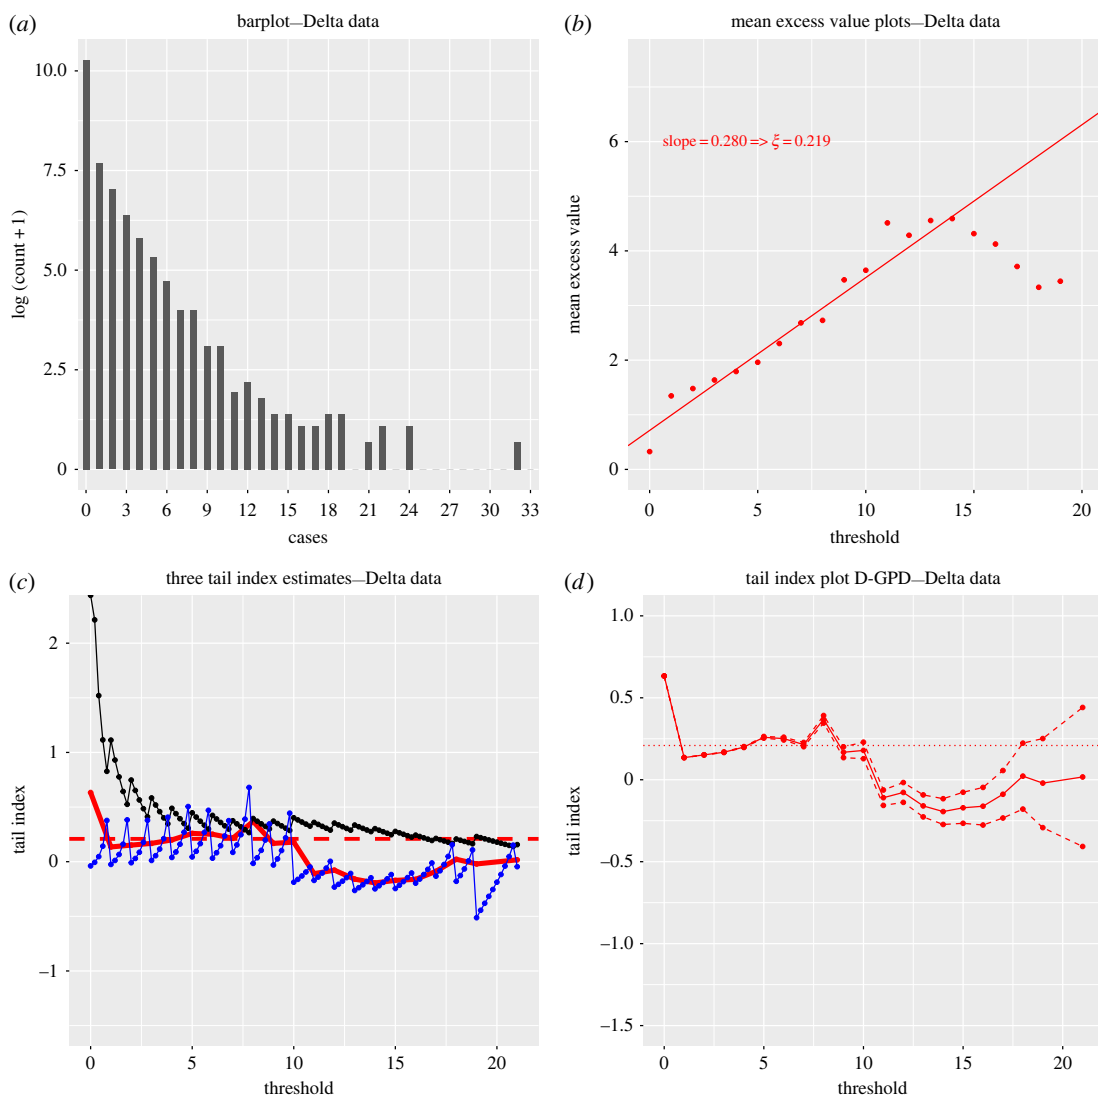 (a)
barplot—Delta data
log (count + 1)
10.0
7.5
5.0
2.5
0
0 3 6 9 12 15 18 21 24 27 30 33
cases
(b)
mean excess value plots—Delta data
mean excess value
6
4
2
0
slope = 0.280 => ξ = 0.219
0 5 10 15 20
threshold
(c)
three tail index estimates—Delta data
tail index
2
1
0
–1
0 5 10 15 20
threshold
(d)
tail index plot D-GPD—Delta data
tail index
1.0
0.5
0
–0.5
–1.0
–1.5
0 5 10 15 20
threshold